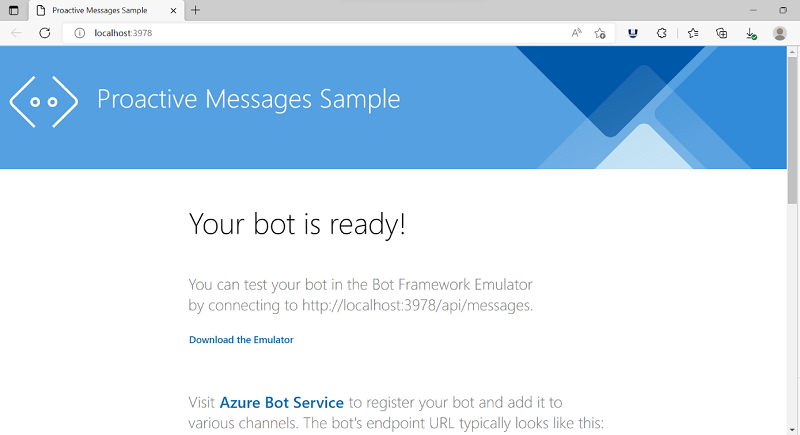 Proactive Messages Sample
localhost:3978
Proactive Messages Sample
Your bot is ready!
You can test your bot in the Bot Framework Emulator
by connecting to http://localhost:3978/api/messages.
Download the Emulator
Visit Azure Bot Service to register your bot and add it to
various channels. The bot's endpoint URL typically looks like this: